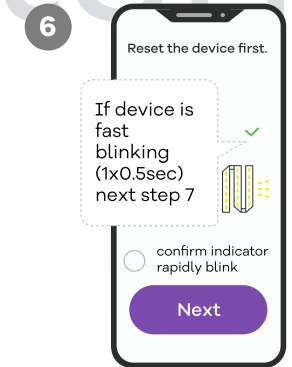 6
Reset the device first.
If device is
fast
blinking
(1x0.5sec)
next step 7
confirm indicator
rapidly blink
Next